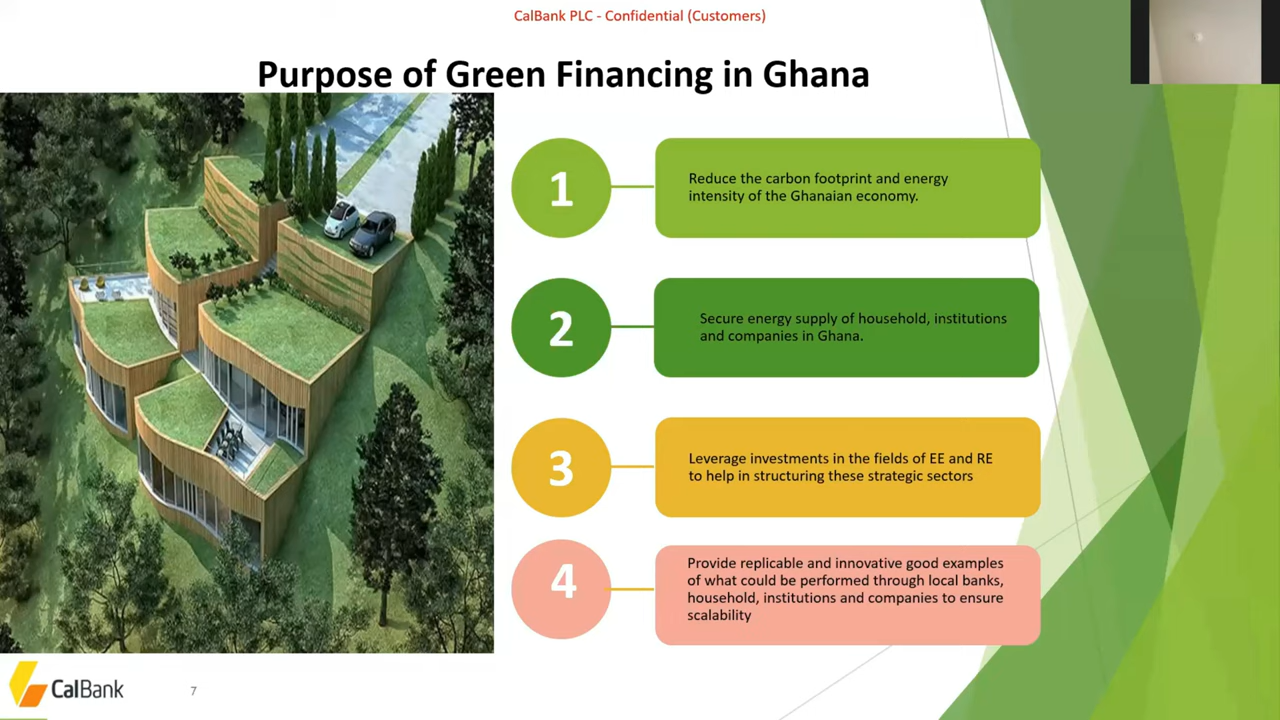 CalBank PLC - Confidential (Customers)
Purpose of Green Financing in Ghana
1
Reduce the carbon footprint and energy
intensity of the Ghanaian economy.
2
Secure energy supply of household, institutions
and companies in Ghana.
3
Leverage investments in the fields of EE and RE
to help in structuring these strategic sectors
4
Provide replicable and innovative good examples
of what could be performed through local banks,
household, institutions and companies to ensure
scalability
CalBank
7